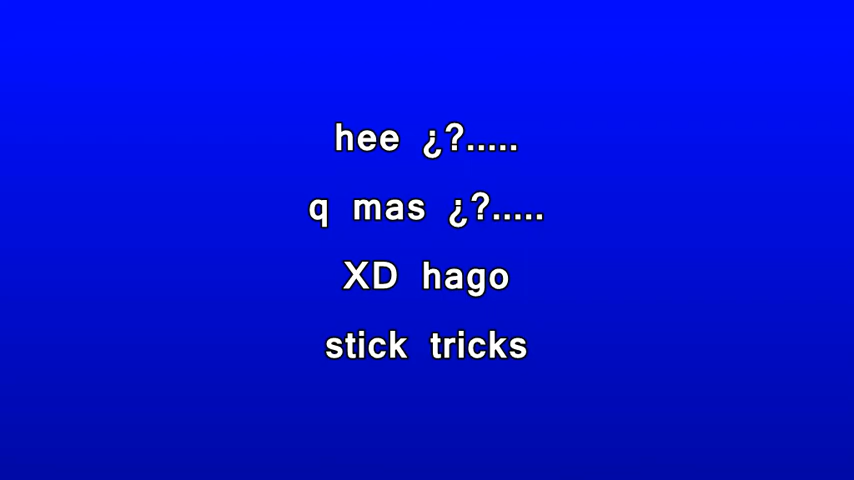 hee ¿?.....
q mas ¿?.....
XD hago
stick tricks